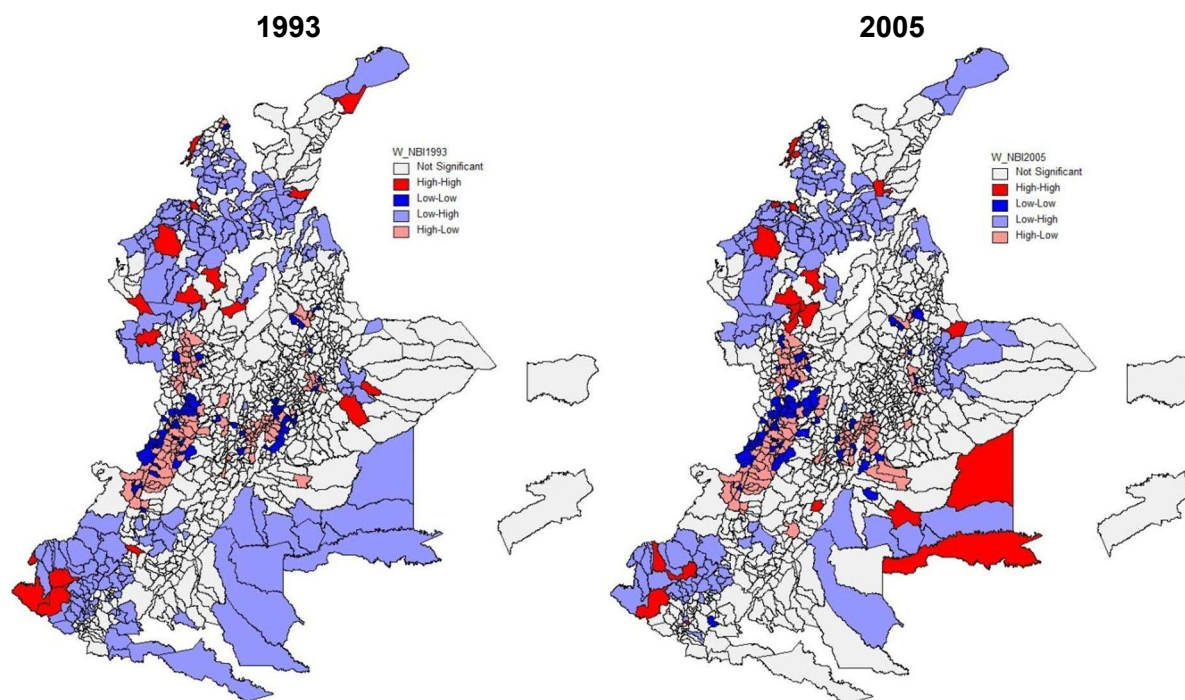 1993
2005
W_NBI1993
Not Significant
High-High
Low-Low
Low-High
High-Low
W_NBI2005
Not Significant
High-High
Low-Low
Low-High
High-Low